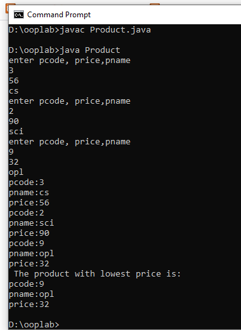 Command Prompt
D:\ooplab>javac Product.java
D:\ooplab>java Product
enter pcode, price,pname
3
56
cs
enter pcode, price,pname
2
90
sci
enter pcode, price,pname
9
32
opl
pcode:3
pname:cs
price:56
pcode:2
pname:sci
price:90
pcode:9
pname:opl
price:32
 The product with lowest price is:
pcode:9
pname:opl
price:32
D:\ooplab>